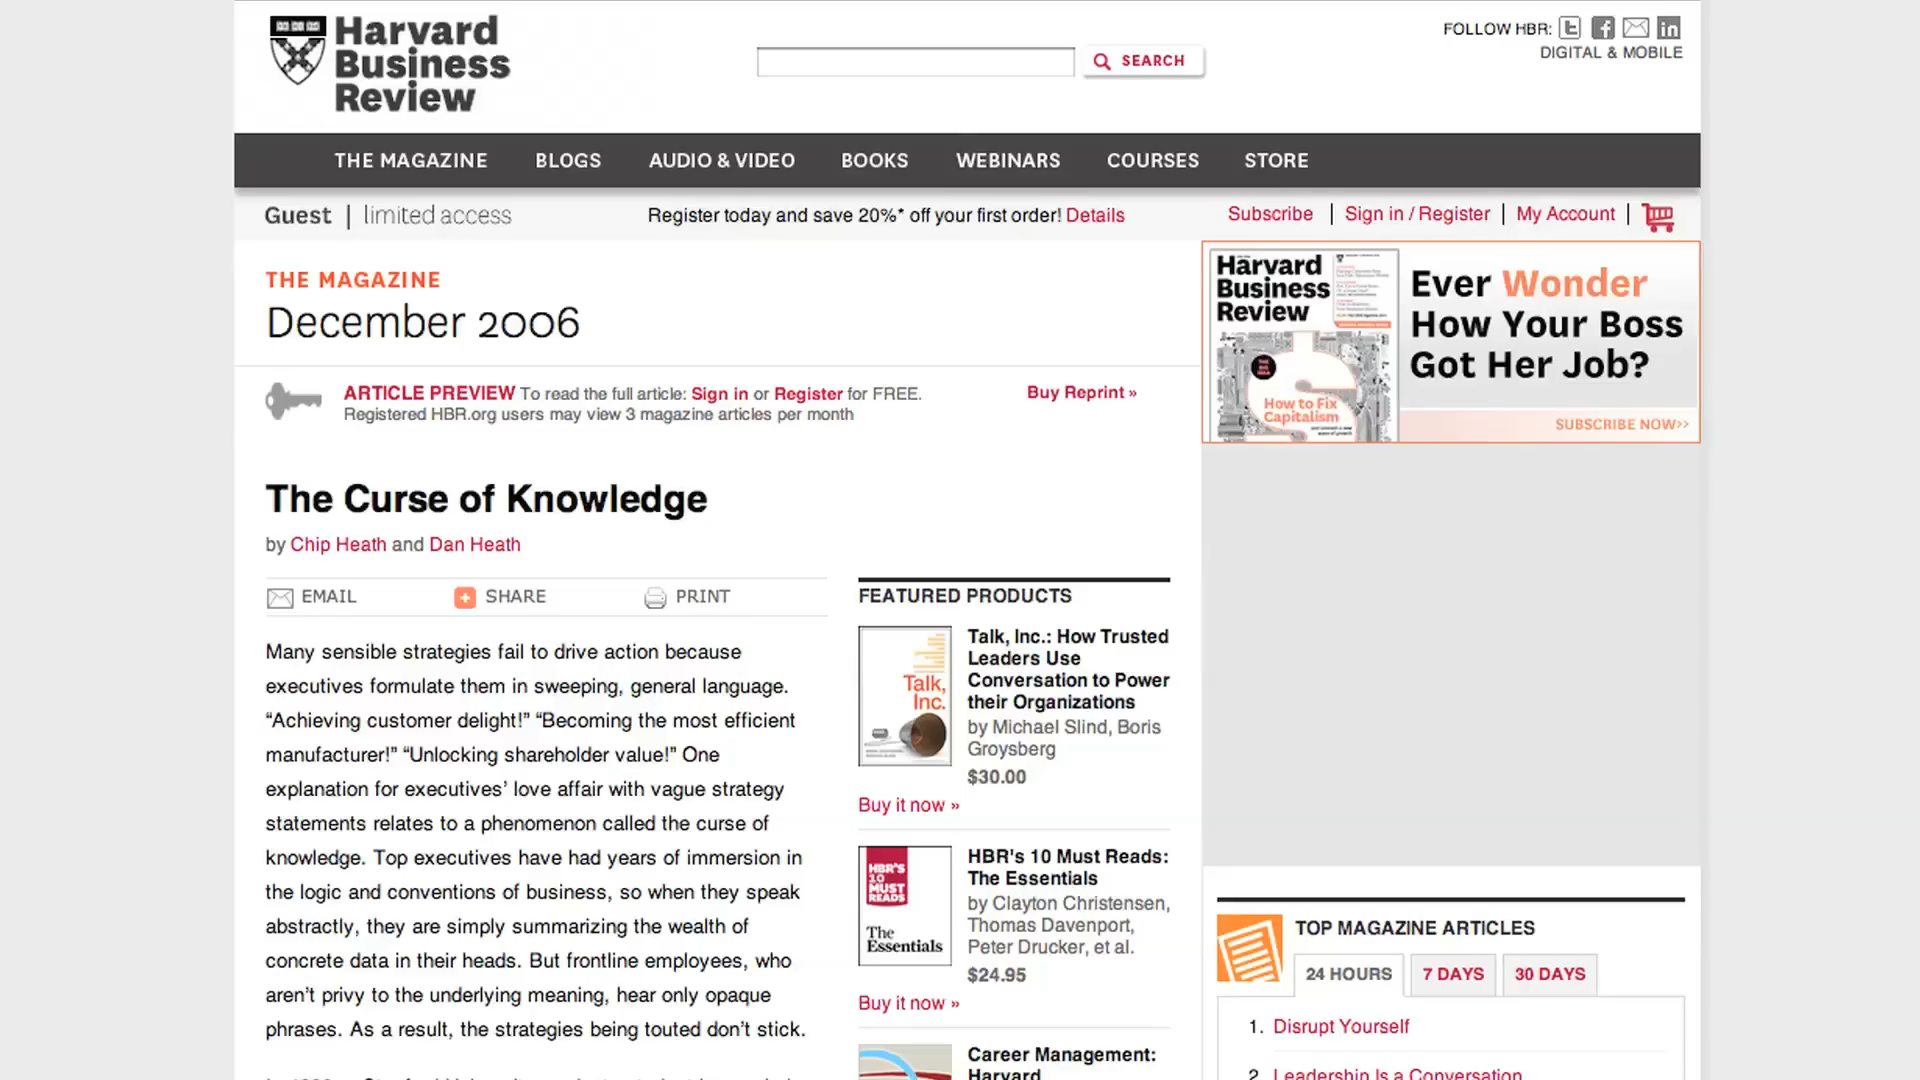 Harvard
Business
Review
SEARCH
FOLLOW HBR:
DIGITAL & MOBILE
THE MAGAZINE BLOGS AUDIO & VIDEO BOOKS WEBINARS COURSES STORE
Guest | limited access
Register today and save 20%* off your first order! Details
Subscribe | Sign in / Register | My Account |
THE MAGAZINE
December 2006
ARTICLE PREVIEW To read the full article: Sign in or Register for FREE.
Registered HBR.org users may view 3 magazine articles per month
Buy Reprint »
Harvard
Business
Review
How to Fix
Capitalism
Ever Wonder
How Your Boss
Got Her Job?
SUBSCRIBE NOW>>
The Curse of Knowledge
by Chip Heath and Dan Heath
EMAIL SHARE PRINT
Many sensible strategies fail to drive action because
executives formulate them in sweeping, general language.
“Achieving customer delight!” “Becoming the most efficient
manufacturer!” “Unlocking shareholder value!” One
explanation for executives’ love affair with vague strategy
statements relates to a phenomenon called the curse of
knowledge. Top executives have had years of immersion in
the logic and conventions of business, so when they speak
abstractly, they are simply summarizing the wealth of
concrete data in their heads. But frontline employees, who
aren’t privy to the underlying meaning, hear only opaque
phrases. As a result, the strategies being touted don’t stick.
FEATURED PRODUCTS
Talk,
Inc.
Talk, Inc.: How Trusted
Leaders Use
Conversation to Power
their Organizations
by Michael Slind, Boris
Groysberg
$30.00
Buy it now »
HBR'S
10
MUST
READS
The
Essentials
HBR's 10 Must Reads:
The Essentials
by Clayton Christensen,
Thomas Davenport,
Peter Drucker, et al.
$24.95
Buy it now »
Career Management:
Harvard
TOP MAGAZINE ARTICLES
24 HOURS 7 DAYS 30 DAYS
1. Disrupt Yourself
2. Leadership Is a Conversation